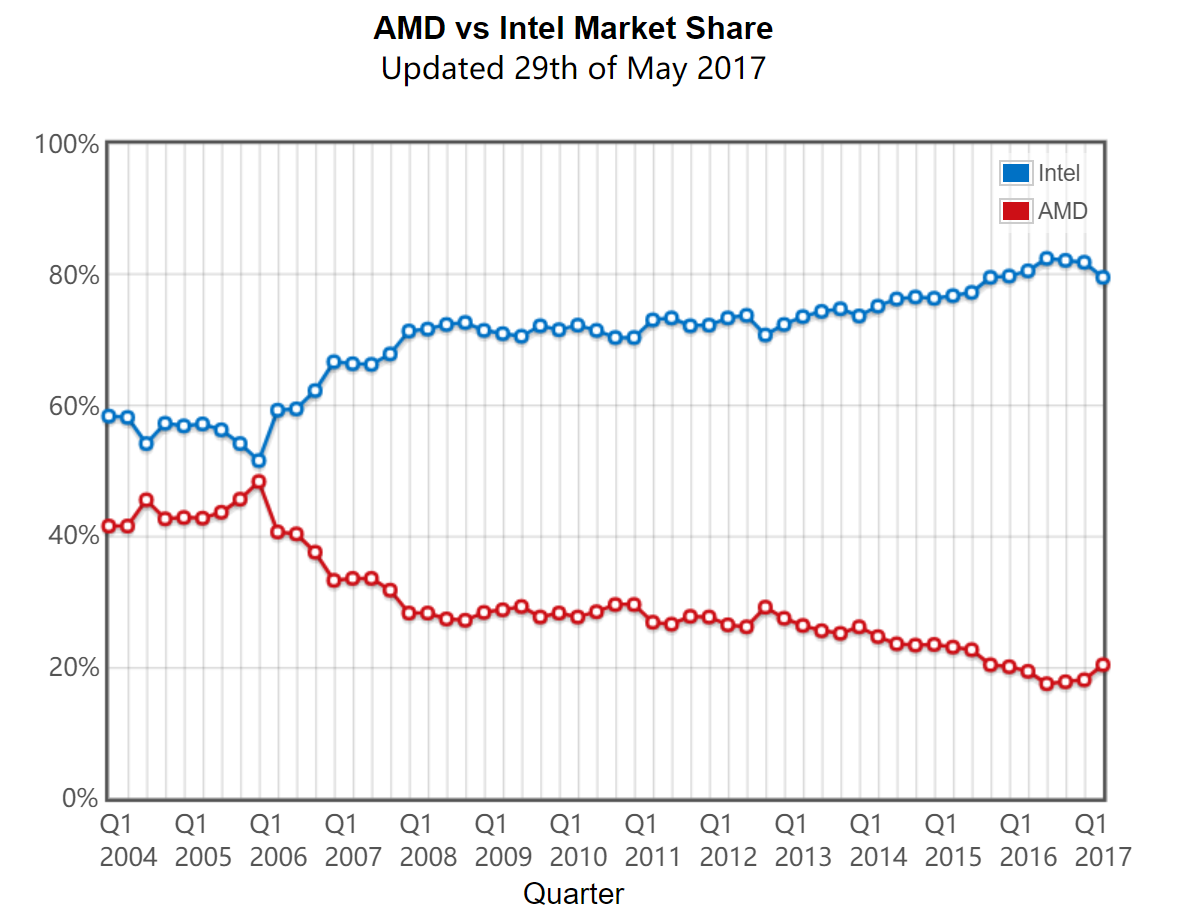 AMD vs Intel Market Share
Updated 29th of May 2017
100%
Intel
AMD
80%
60%
40%
20%
0%
Q1 Q1 Q1 Q1 Q1 Q1 Q1 Q1 Q1 Q1 Q1 Q1 Q1 Q1
2004 2005 2006 2007 2008 2009 2010 2011 2012 2013 2014 2015 2016 2017
Quarter